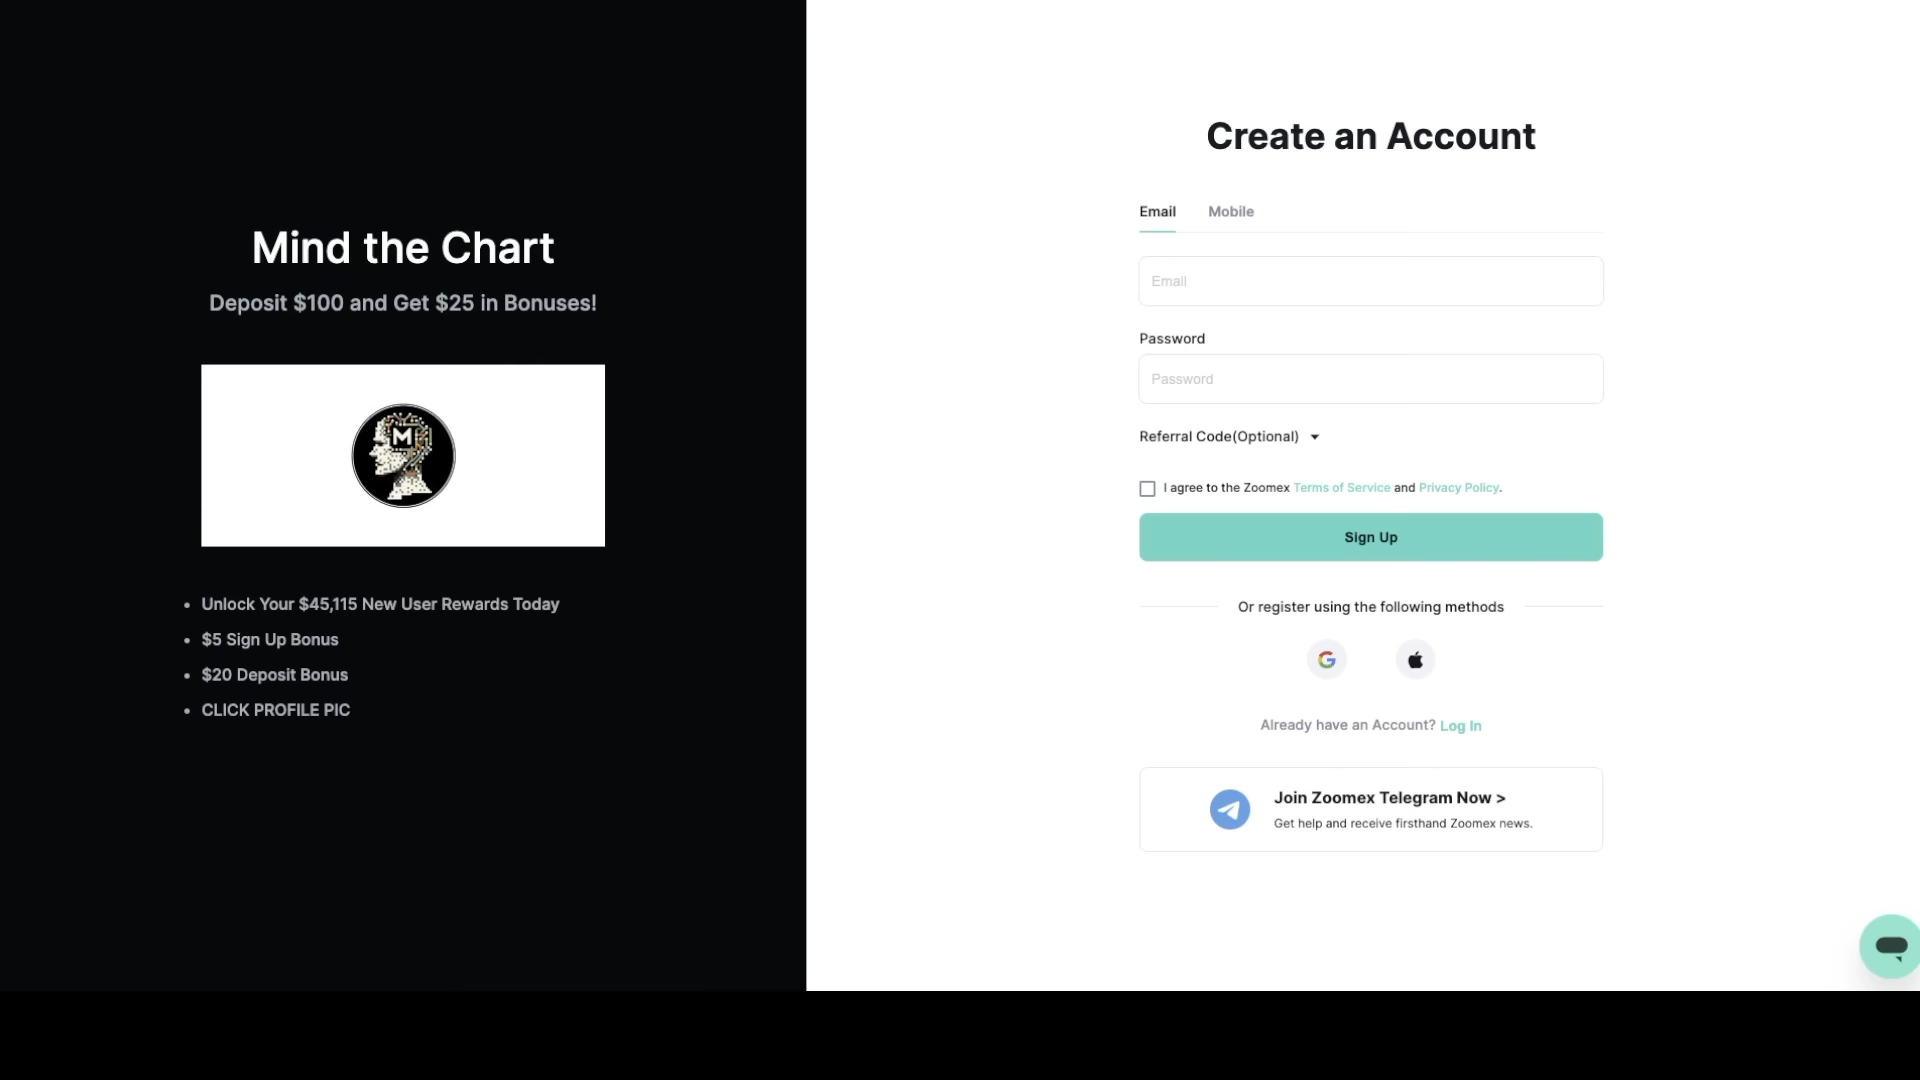 Mind the Chart
Deposit $100 and Get $25 in Bonuses!
M
• Unlock Your $45,115 New User Rewards Today
• $5 Sign Up Bonus
• $20 Deposit Bonus
• CLICK PROFILE PIC
Create an Account
Email Mobile
Email
Password
Password
Referral Code(Optional)
I agree to the Zoomex Terms of Service and Privacy Policy.
Sign Up
Or register using the following methods
Already have an Account? Log In
Join Zoomex Telegram Now >
Get help and receive firsthand Zoomex news.